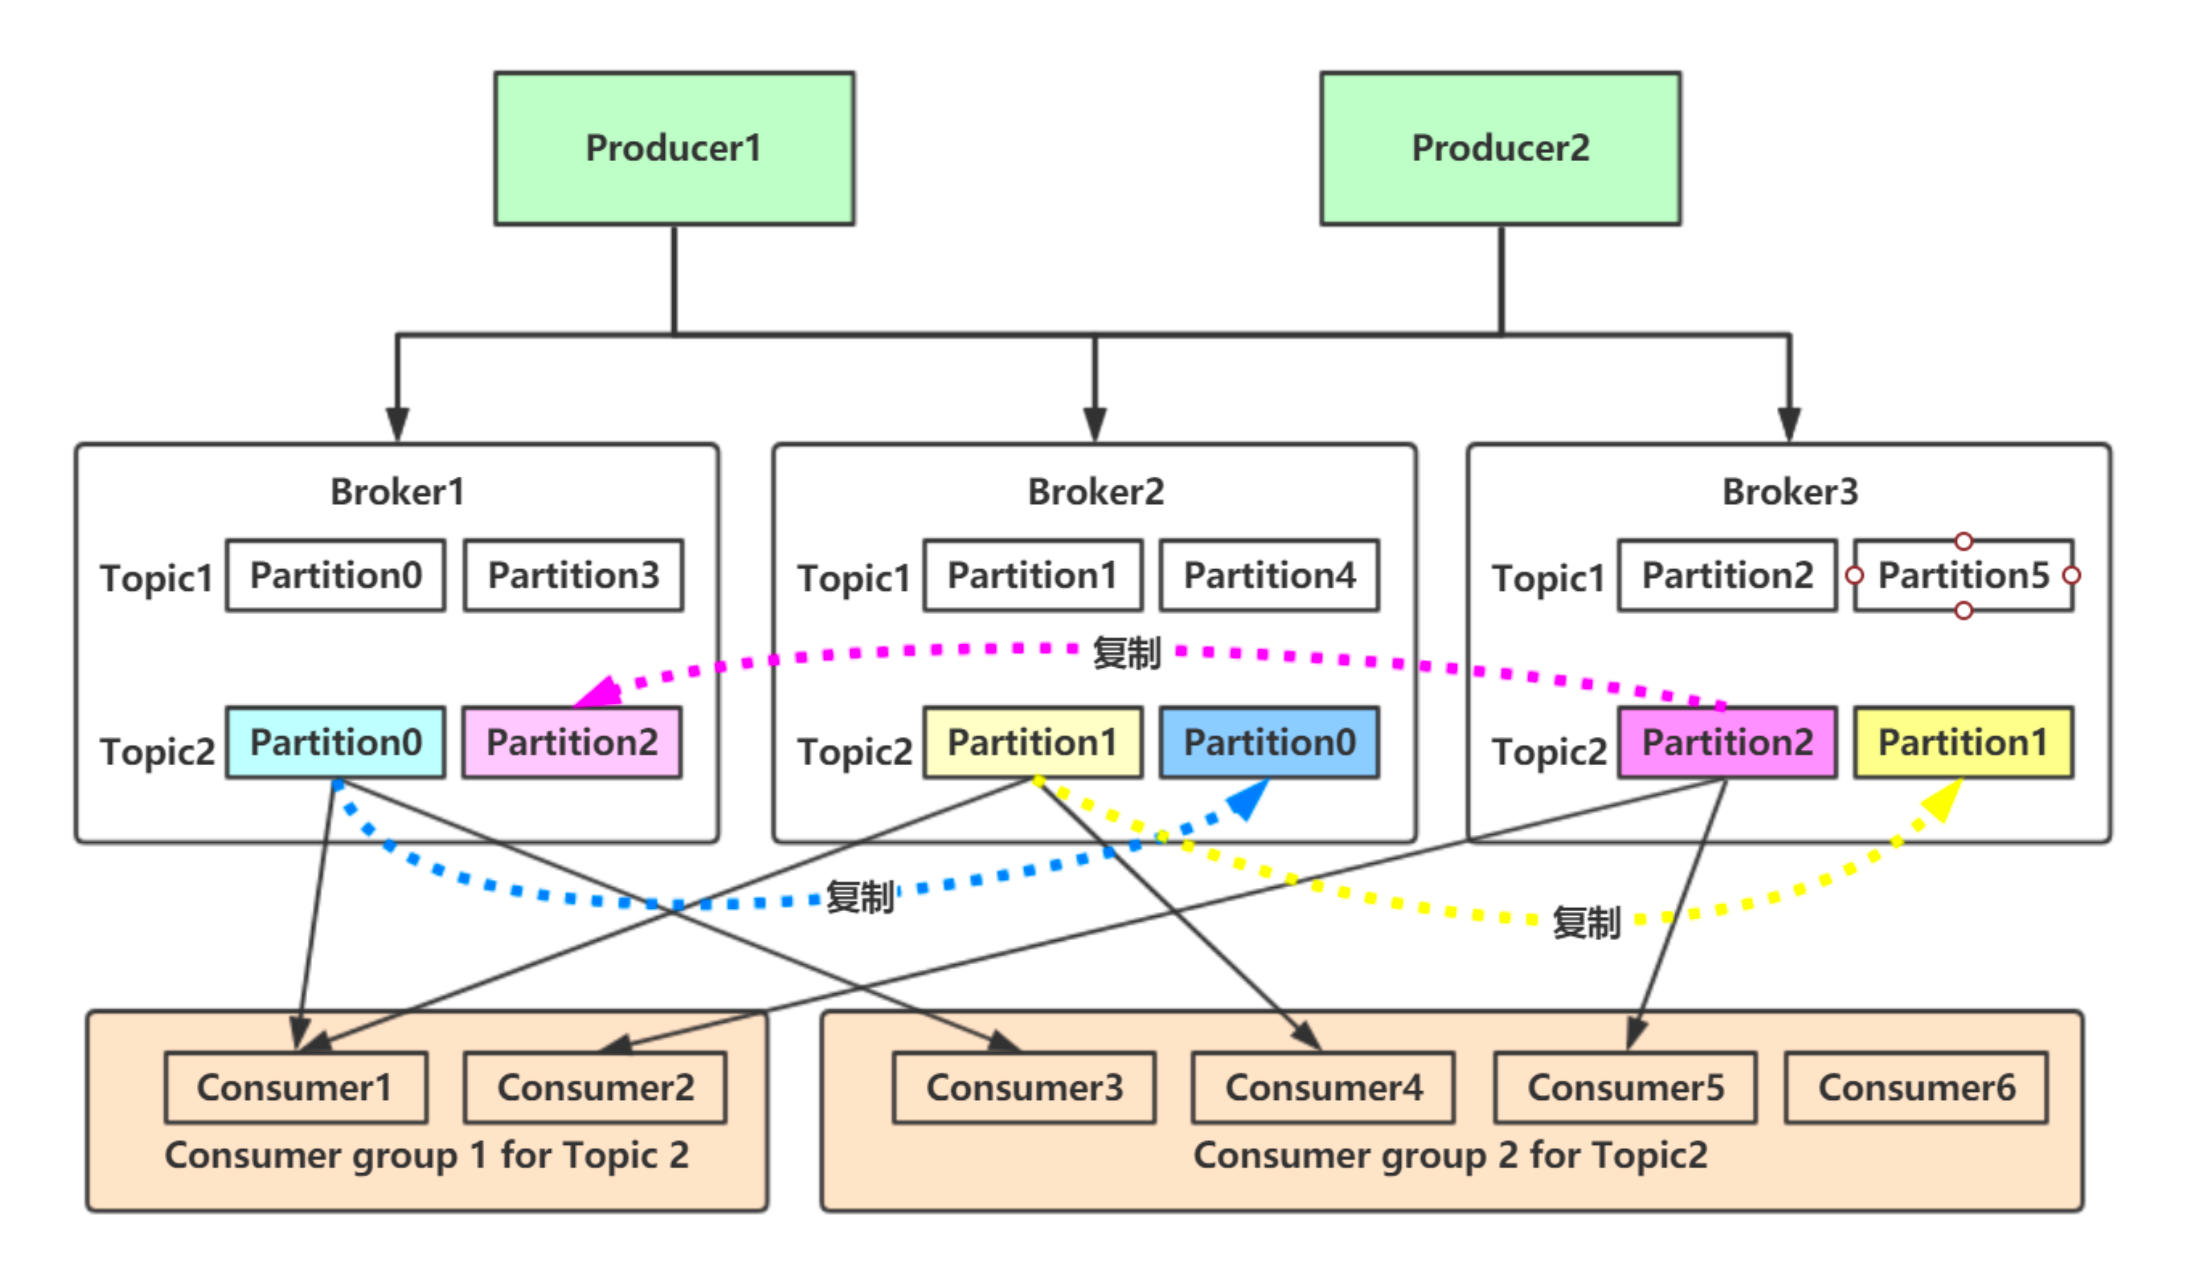 Producer1
Producer2
Broker1
Broker2
Broker3
Topic1 Partition0 Partition3
Topic1 Partition1 Partition4
Topic1 Partition2 Partition5
复制
Topic2 Partition0 Partition2
Topic2 Partition1 Partition0
Topic2 Partition2 Partition1
复制
复制
Consumer1 Consumer2
Consumer group 1 for Topic 2
Consumer3 Consumer4 Consumer5 Consumer6
Consumer group 2 for Topic2